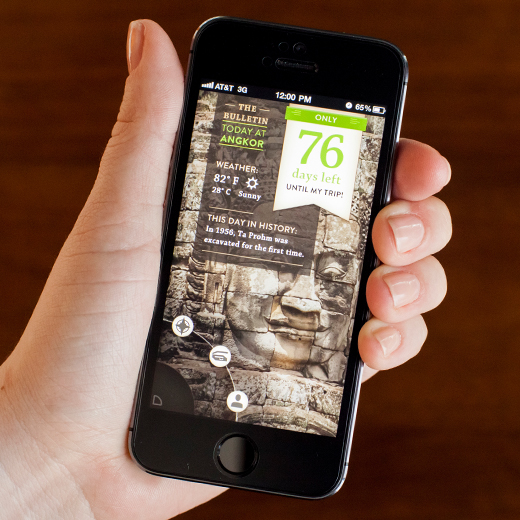 AT&T 3G 12:00 PM 65%
THE
BULLETIN
TODAY AT
ANGKOR
WEATHER:
82° F
28° C Sunny
THIS DAY IN HISTORY:
In 1956, Ta Prohm was
excavated for the first time.
ONLY
76
days left
UNTIL MY TRIP!